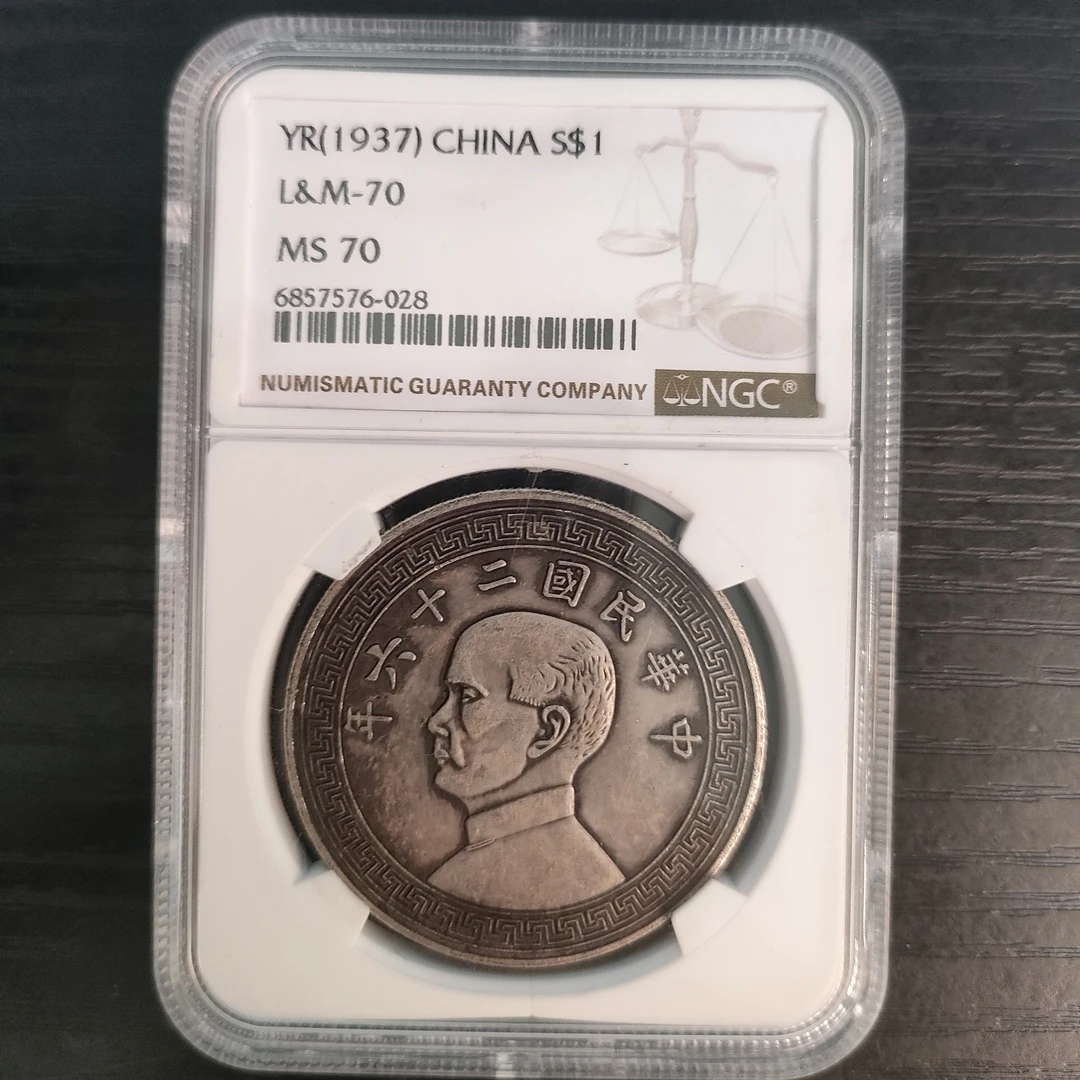 YR(1937) CHINA S$1
L&M-70
MS 70
6857576-028
NUMISMATIC GUARANTY COMPANY NGC®
中華民國二十六年